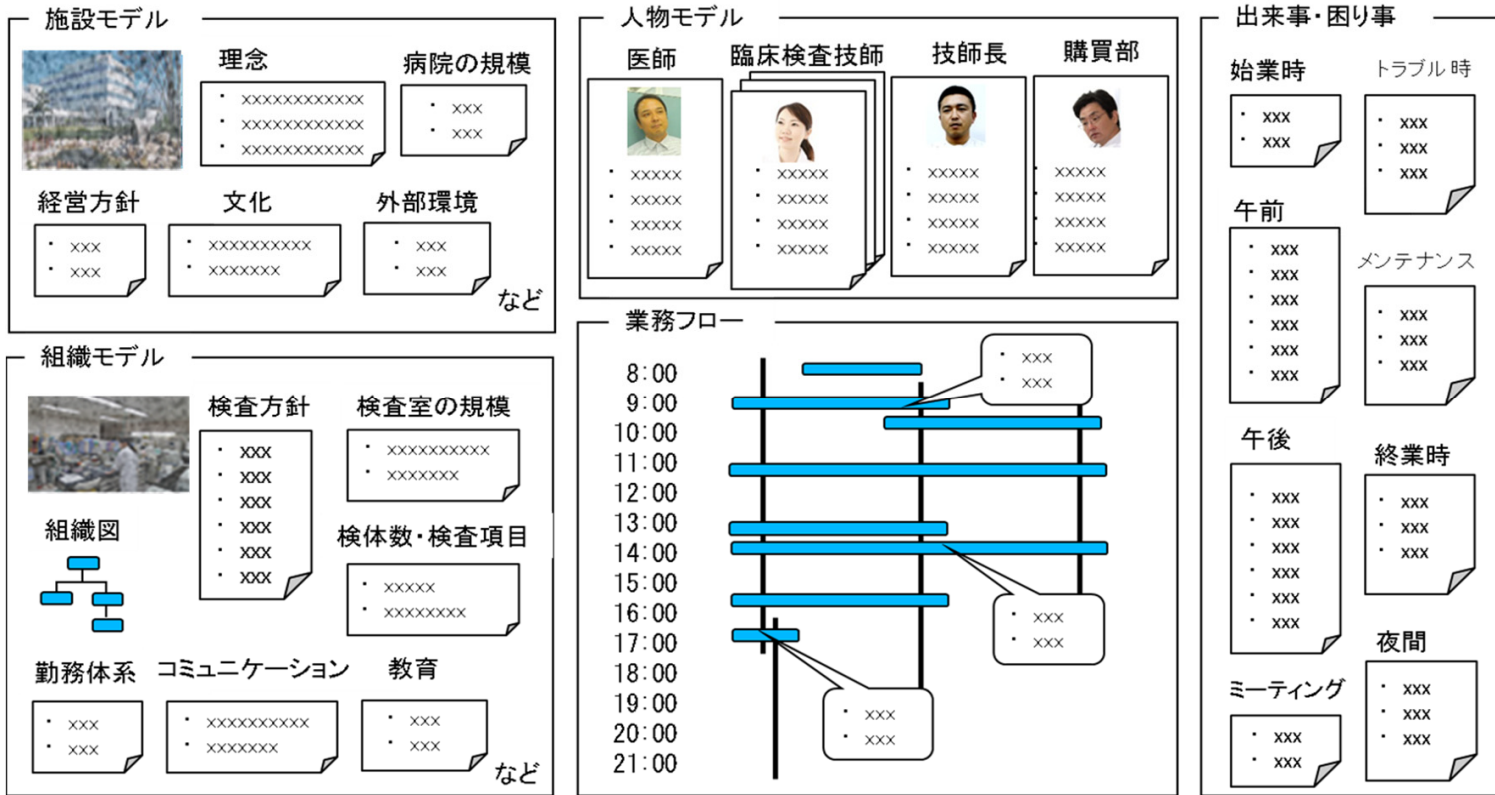 施設モデル
理念
・ xxxxxxxxxxxx
・ xxxxxxxxxxxx
・ xxxxxxxxxxxx
病院の規模
・ xxx
・ xxx
経営方針
・ xxx
・ xxx
文化
・ xxxxxxxxxx
・ xxxxxxx
外部環境
・ xxx
・ xxx
など
組織モデル
検査方針
・ xxx
・ xxx
・ xxx
・ xxx
・ xxx
・ xxx
検査室の規模
・ xxxxxxxxxx
・ xxxxxxx
組織図
検体数・検査項目
・ xxxxx
・ xxxxxxxx
勤務体系
・ xxx
・ xxx
コミュニケーション
・ xxxxxxxxxx
・ xxxxxxx
教育
・ xxx
・ xxx
など
人物モデル
医師
・ xxxxx
・ xxxxx
・ xxxxx
・ xxxxx
臨床検査技師
・ xxxxx
・ xxxxx
・ xxxxx
・ xxxxx
技師長
・ xxxxx
・ xxxxx
・ xxxxx
・ xxxxx
購買部
・ xxxxx
・ xxxxx
・ xxxxx
・ xxxxx
業務フロー
8:00
9:00
10:00
11:00
12:00
13:00
14:00
15:00
16:00
17:00
18:00
19:00
20:00
21:00
・ xxx
・ xxx
・ xxx
・ xxx
・ xxx
・ xxx
出来事・困り事
始業時
・ xxx
・ xxx
トラブル時
・ xxx
・ xxx
・ xxx
午前
・ xxx
・ xxx
・ xxx
・ xxx
・ xxx
・ xxx
メンテナンス
・ xxx
・ xxx
・ xxx
午後
・ xxx
・ xxx
・ xxx
・ xxx
・ xxx
・ xxx
終業時
・ xxx
・ xxx
・ xxx
ミーティング
・ xxx
・ xxx
夜間
・ xxx
・ xxx
・ xxx